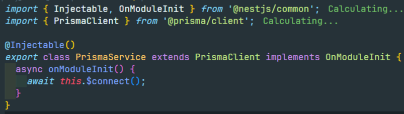 import { Injectable, OnModuleInit } from '@nestjs/common'; Calculating...
import { PrismaClient } from '@prisma/client'; Calculating...
@Injectable()
export class PrismaService extends PrismaClient implements OnModuleInit {
async onModuleInit() {
await this.$connect();
}
}